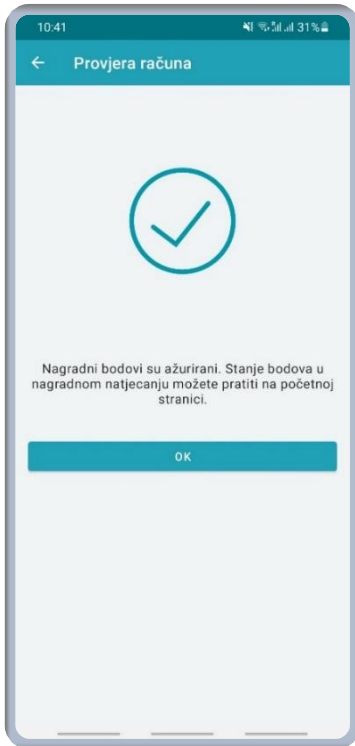 10:41 31%
Provjera računa
Nagradni bodovi su ažurirani. Stanje bodova u
nagradnom natjecanju možete pratiti na početnoj
stranici.
OK